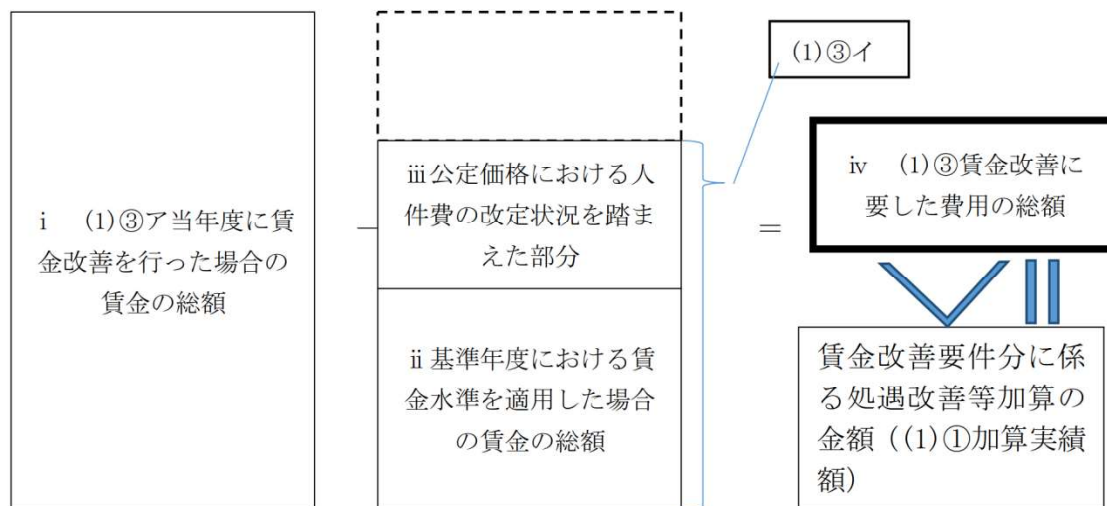 i　(1)③ア当年度に賃
金改善を行った場合の
賃金の総額
－
iii公定価格における人
件費の改定状況を踏ま
えた部分
ii基準年度における賃
金水準を適用した場合
の賃金の総額
(1)③イ
＝
iv　(1)③賃金改善に
要した費用の総額
賃金改善要件分に係
る処遇改善等加算の
金額（(1)①加算実績
額）